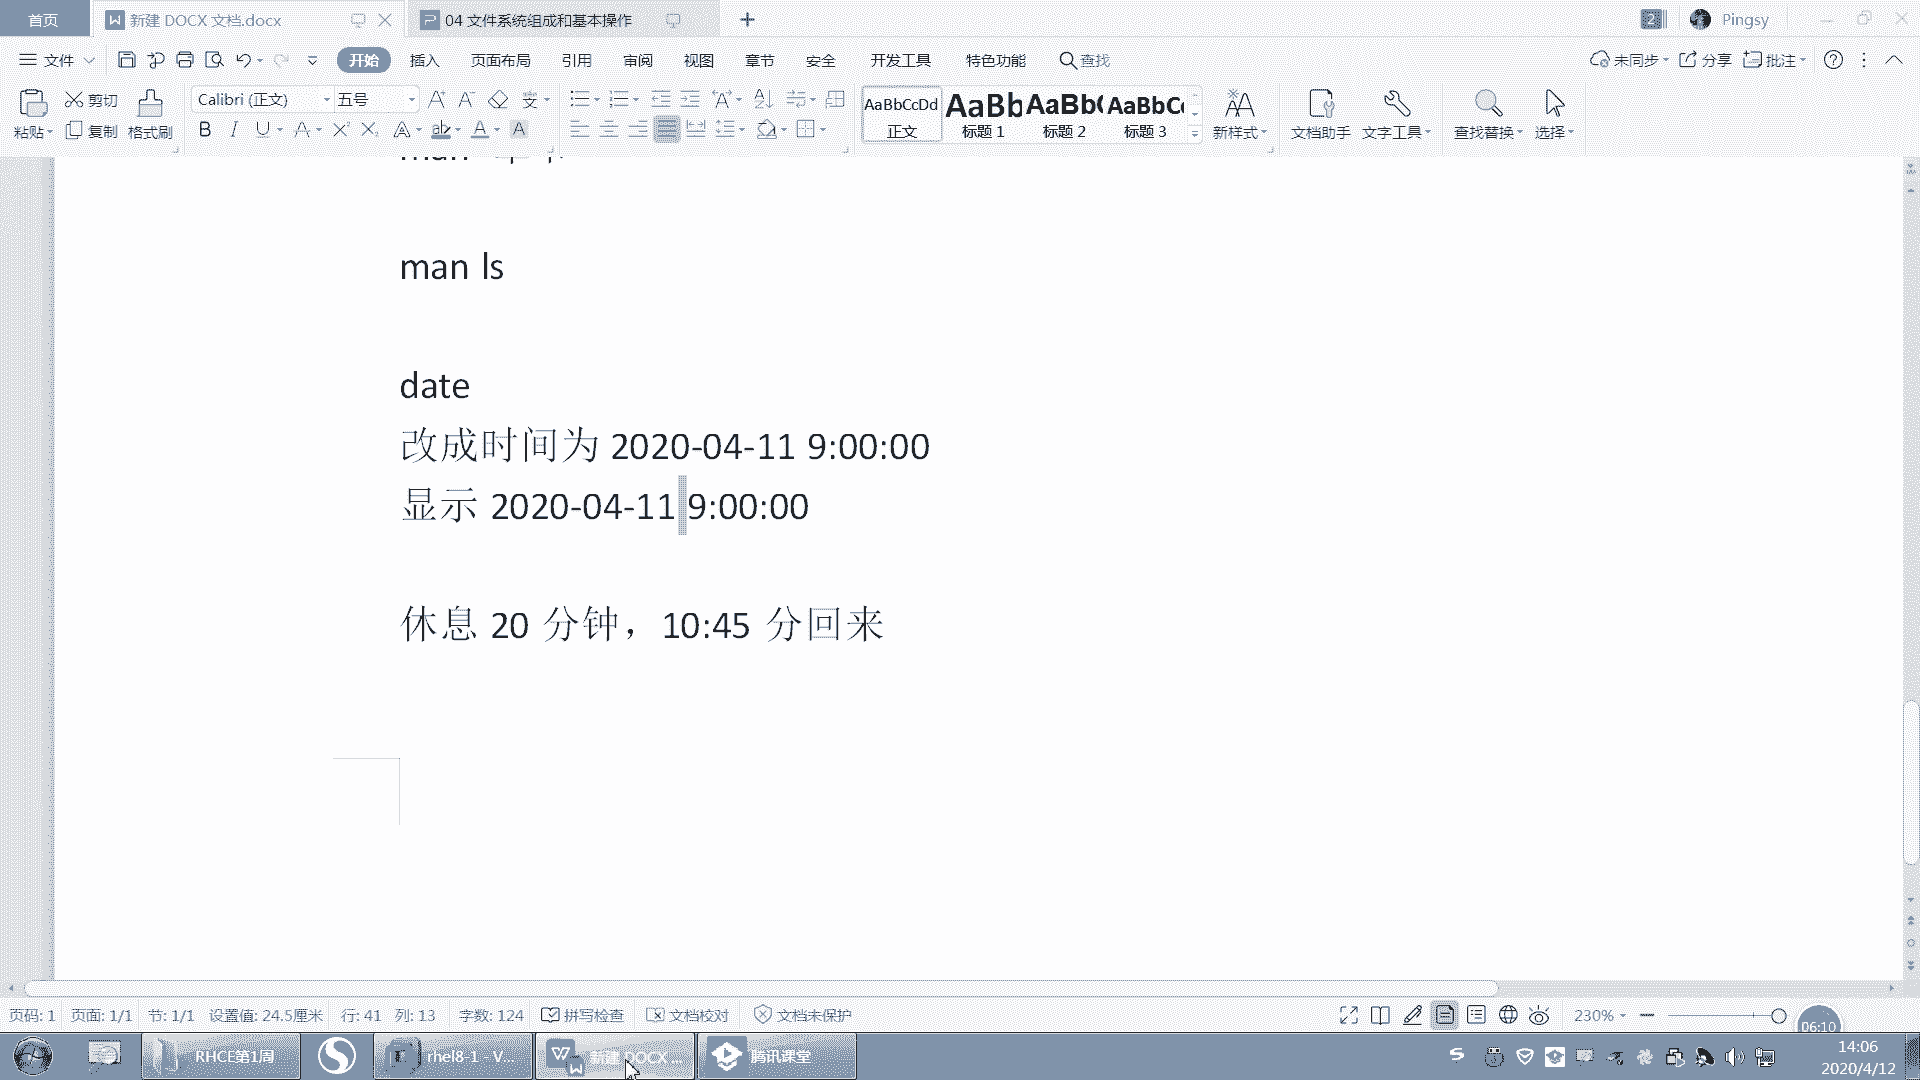 首页 新建 DOCX 文档.docx 04 文件系统组成和基本操作 2 Pingsy
文件 开始 插入 页面布局 引用 审阅 视图 章节 安全 开发工具 特色功能 查找 未同步 分享 批注
剪切 Calibri (正文) 五号 AaBbCcDd AaBb AaBb( AaBbC
粘贴 复制 格式刷 正文 标题 1 标题 2 标题 3 新样式 文档助手 文字工具 查找替换 选择
man ls
date
改成时间为 2020-04-11 9:00:00
显示 2020-04-11 9:00:00
休息 20 分钟，10:45 分回来
页码: 1 页面: 1/1 节: 1/1 设置值: 24.5厘米 行: 41 列: 13 字数: 124 拼写检查 文档校对 文档未保护 230% 06:10
RHCE第1周 rhel8-1 - V... 新建 DOCX ... 腾讯课堂 14:06
2020/4/12